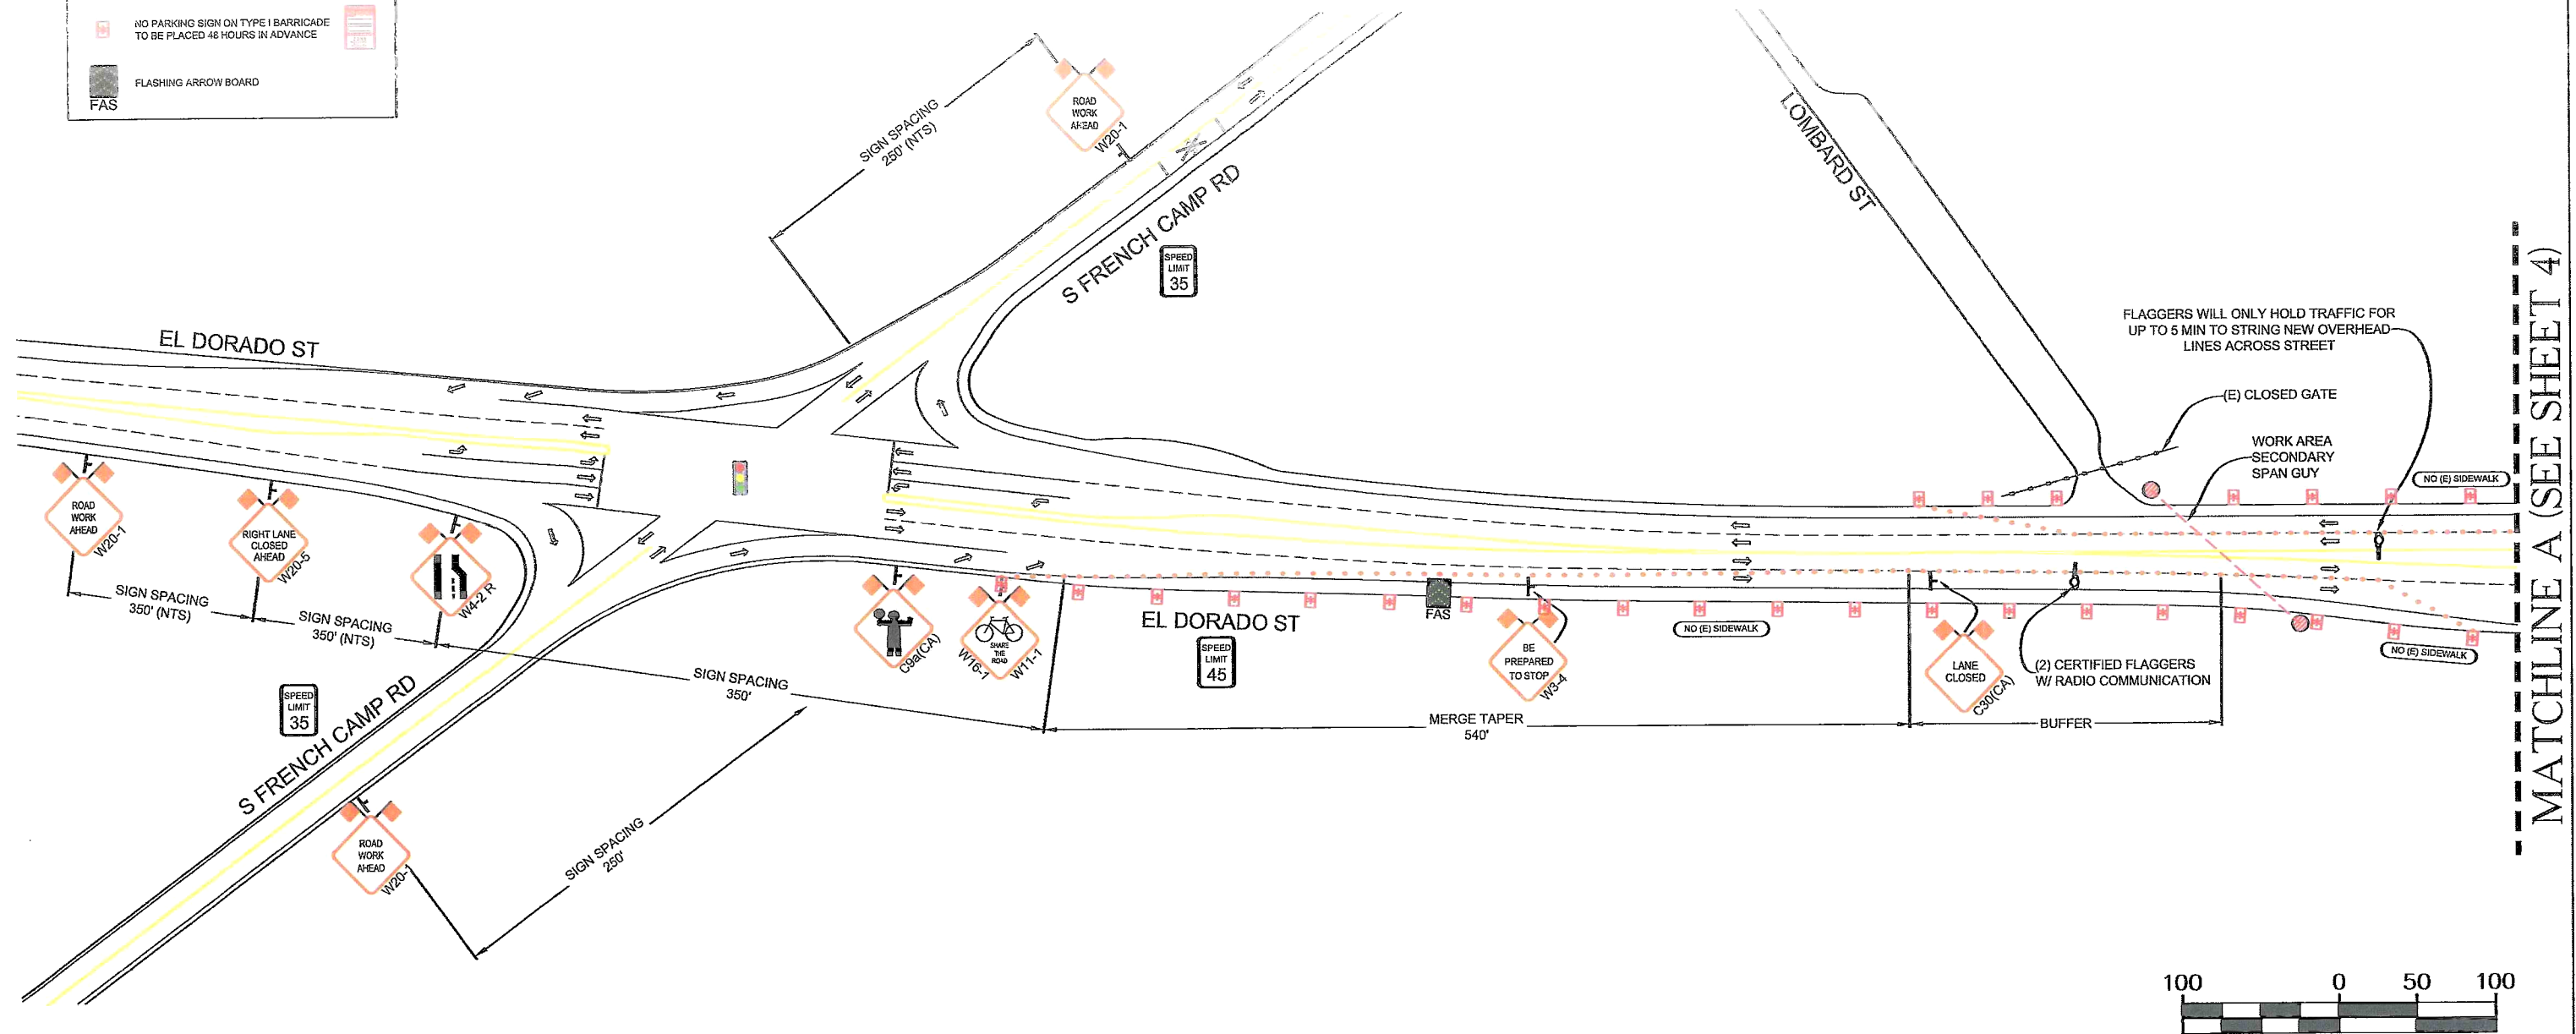 NO PARKING SIGN ON TYPE I BARRICADE
TO BE PLACED 48 HOURS IN ADVANCE
FLASHING ARROW BOARD
FAS
SIGN SPACING
250' (NTS)
ROAD
WORK
AHEAD
W20-1
S FRENCH CAMP RD
SPEED
LIMIT
35
LOMBARD ST
EL DORADO ST
FLAGGERS WILL ONLY HOLD TRAFFIC FOR
UP TO 5 MIN TO STRING NEW OVERHEAD
LINES ACROSS STREET
(E) CLOSED GATE
WORK AREA
SECONDARY
SPAN GUY
NO (E) SIDEWALK
MATCHLINE A (SEE SHEET 4)
ROAD
WORK
AHEAD
W20-1
RIGHT LANE
CLOSED
AHEAD
W20-5
W4-2 R
SIGN SPACING
350' (NTS)
SIGN SPACING
350' (NTS)
SIGN SPACING
350'
C9a(CA)
SHARE
THE
ROAD
W16-1
W11-1
EL DORADO ST
SPEED
LIMIT
45
FAS
BE
PREPARED
TO STOP
W3-4
NO (E) SIDEWALK
LANE
CLOSED
C30(CA)
(2) CERTIFIED FLAGGERS
W/ RADIO COMMUNICATION
NO (E) SIDEWALK
MERGE TAPER
540'
BUFFER
SPEED
LIMIT
35
S FRENCH CAMP RD
ROAD
WORK
AHEAD
W20-1
SIGN SPACING
250'
100 0 50 100